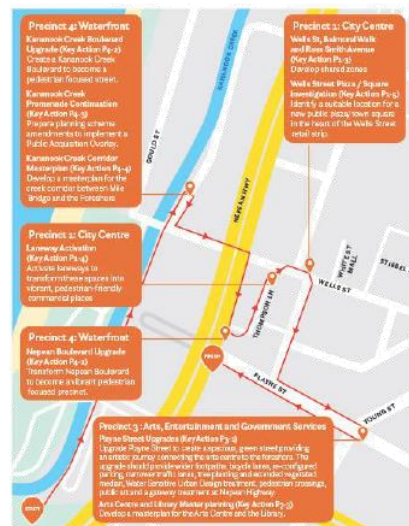 Precinct 4: Waterfront
Kananook Creek Boulevard
Upgrade (Key Action P4-2)
Create a Kananook Creek
Boulevard to become a
pedestrian focused street.
Kananook Creek
Promenade Continuation
(Key Action P4-3)
Prepare planning scheme
amendments to implement a
Public Acquisition Overlay.
Kananook Creek Corridor
Masterplan (Key Action P4-4)
Develop a masterplan for the
creek corridor between Mile
Bridge and the Foreshore
Precinct 1: City Centre
Wells St, Balmoral Walk
and Ross Smith Avenue
(Key Action P1-3)
Develop shared zones
Wells Street Plaza / Square
Investigation (Key Action P1-5)
Identify a suitable location for a
new public plaza/town square
in the heart of the Wells Street
retail strip.
KANANOOK CREEK
GOULD ST
NEPEAN HWY
Precinct 1: City Centre
Laneway Activation
(Key Action P1-4)
Activate laneways to
transform these spaces into
vibrant, pedestrian-friendly
commercial places
WHITE ST
MALL
WELLS ST
THOMPSON LN
Precinct 4: Waterfront
Nepean Boulevard Upgrade
(Key Action P4-1)
Transform Nepean Boulevard
to become a vibrant pedestrian
focused precinct.
FINISH
PLAYNE ST
YOUNG ST
Precinct 3: Arts, Entertainment and Government Services
Playne Street Upgrades (Key Action P3-1)
Upgrade Playne Street to create a spacious, green street providing
an artistic journey connecting the arts centre to the foreshore. The
upgrade should provide wider footpaths, bicycle lanes, re-configured
parking, narrower traffic lanes, tree planting and extended vegetated
median, Water Sensitive Urban Design treatment, pedestrian crossings,
public art and a gateway treatment at Nepean Highway.
Arts Centre and Library Master planning (Key Action P3-3)
Develop a masterplan for the Arts Centre and the Library.
START